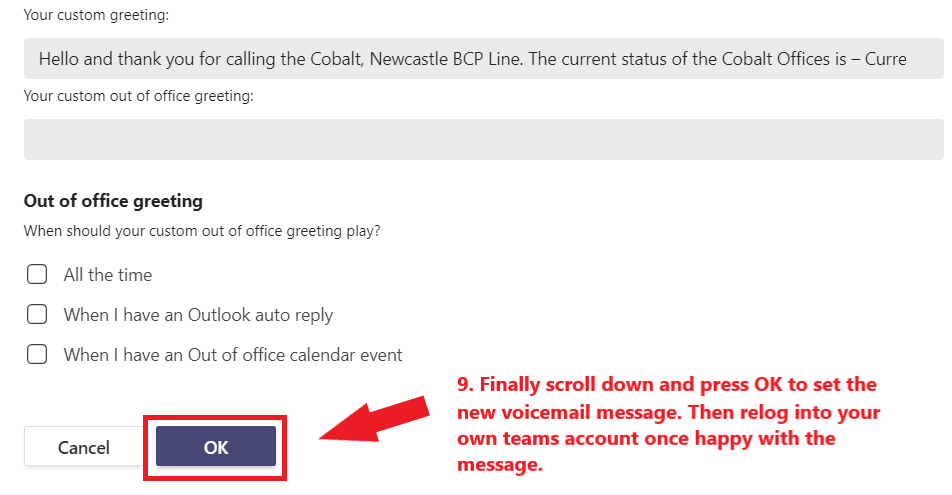 Your custom greeting:
Hello and thank you for calling the Cobalt, Newcastle BCP Line. The current status of the Cobalt Offices is – Curre
Your custom out of office greeting:
Out of office greeting
When should your custom out of office greeting play?
All the time
When I have an Outlook auto reply
When I have an Out of office calendar event
9. Finally scroll down and press OK to set the
new voicemail message. Then relog into your
own teams account once happy with the
message.
Cancel
OK